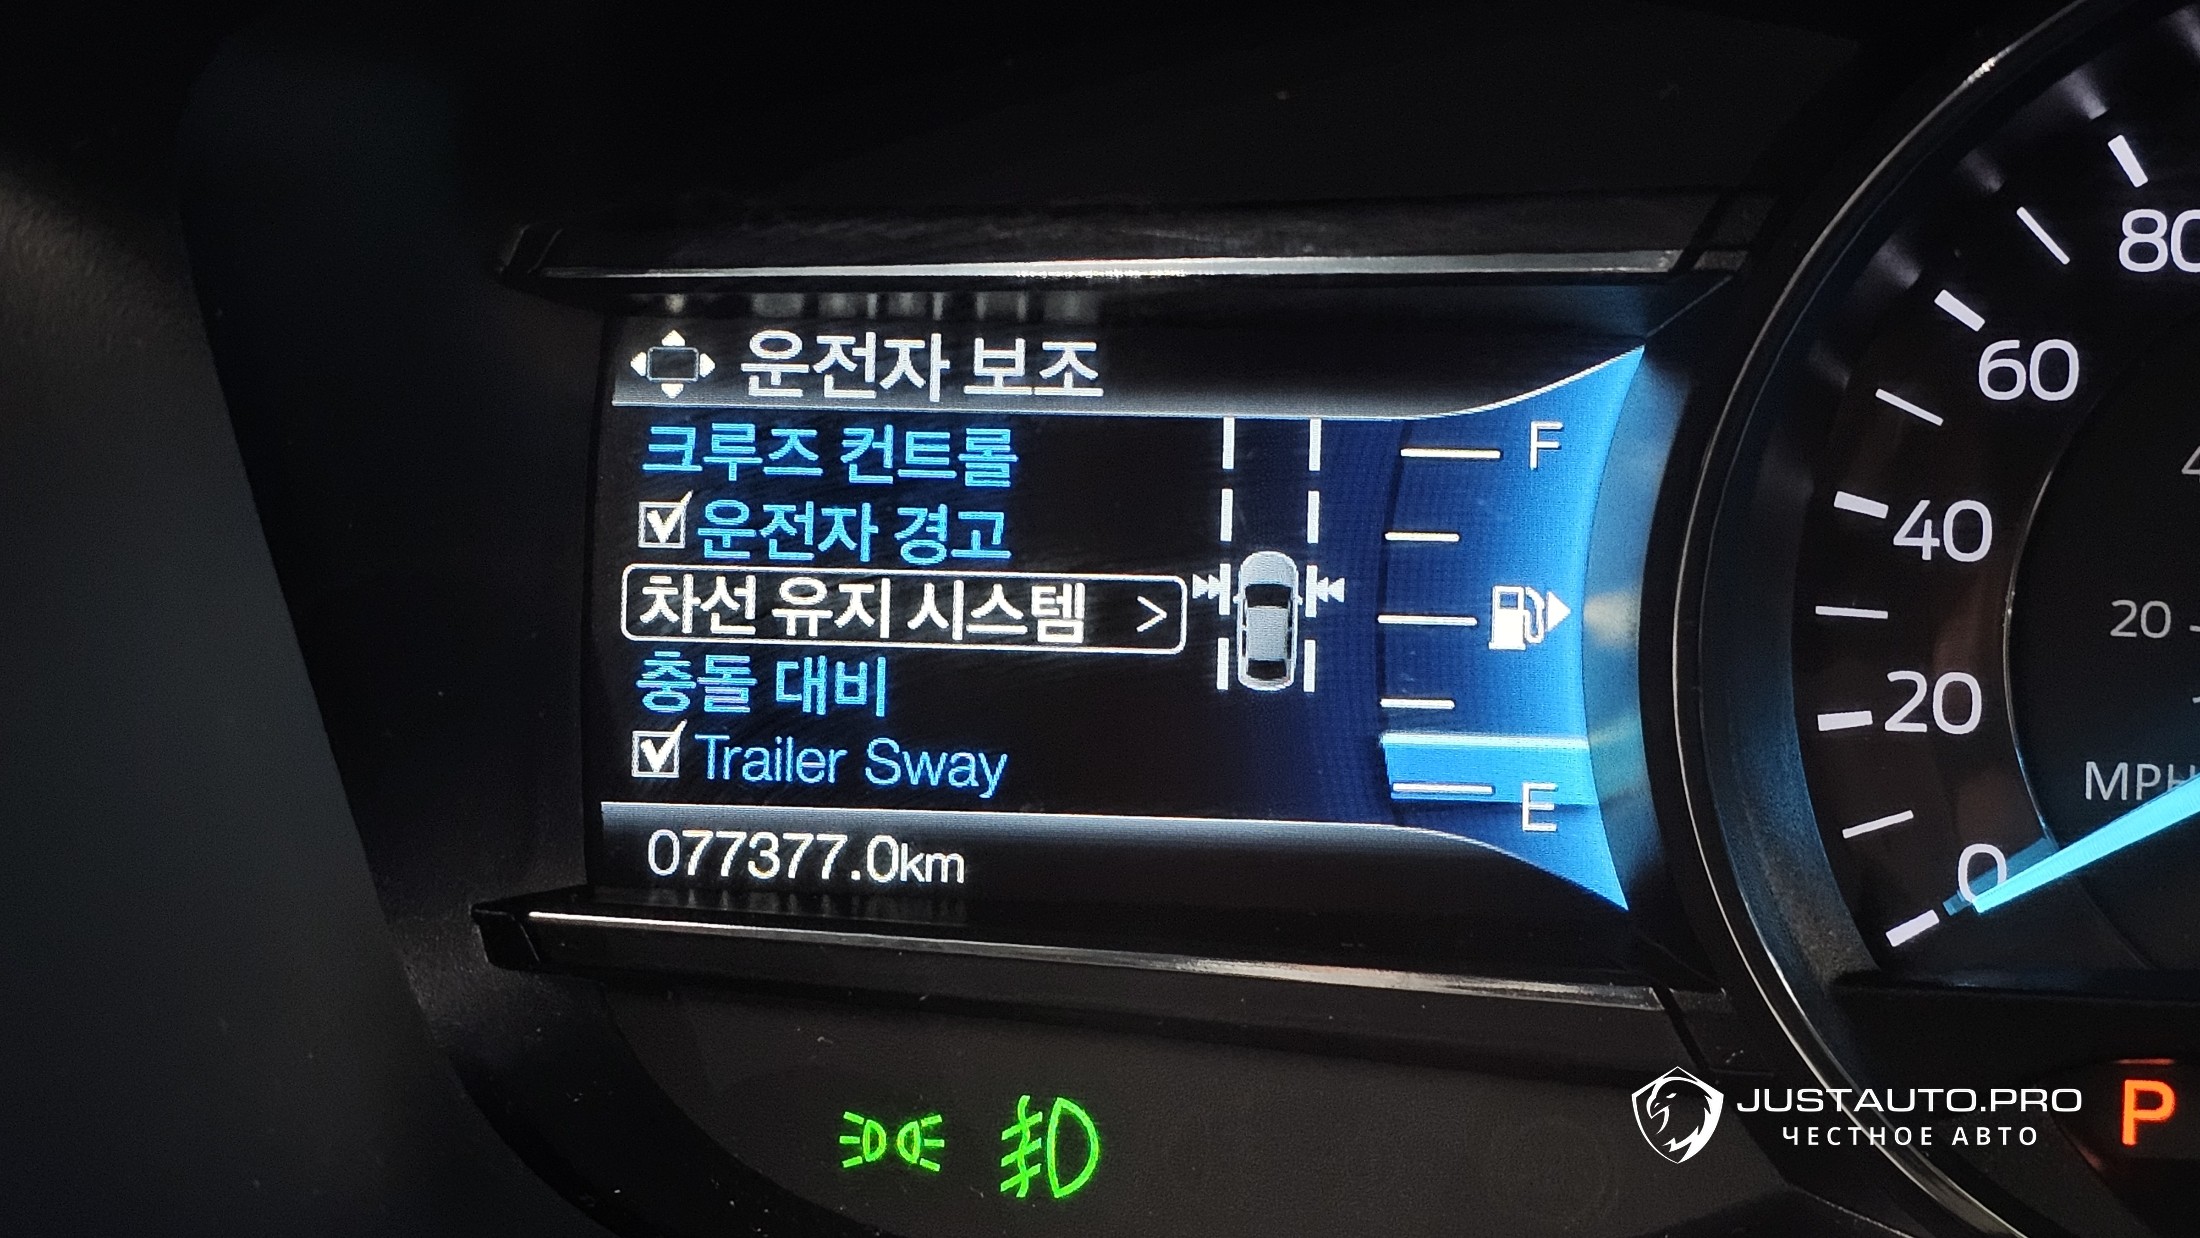 운전자 보조
크루즈 컨트롤
운전자 경고
차선 유지 시스템 >
충돌 대비
Trailer Sway
077377.0km
F
E
80
60
40
20
0
20
MPH
P
JUSTAUTO.PRO
ЧЕСТНОЕ АВТО